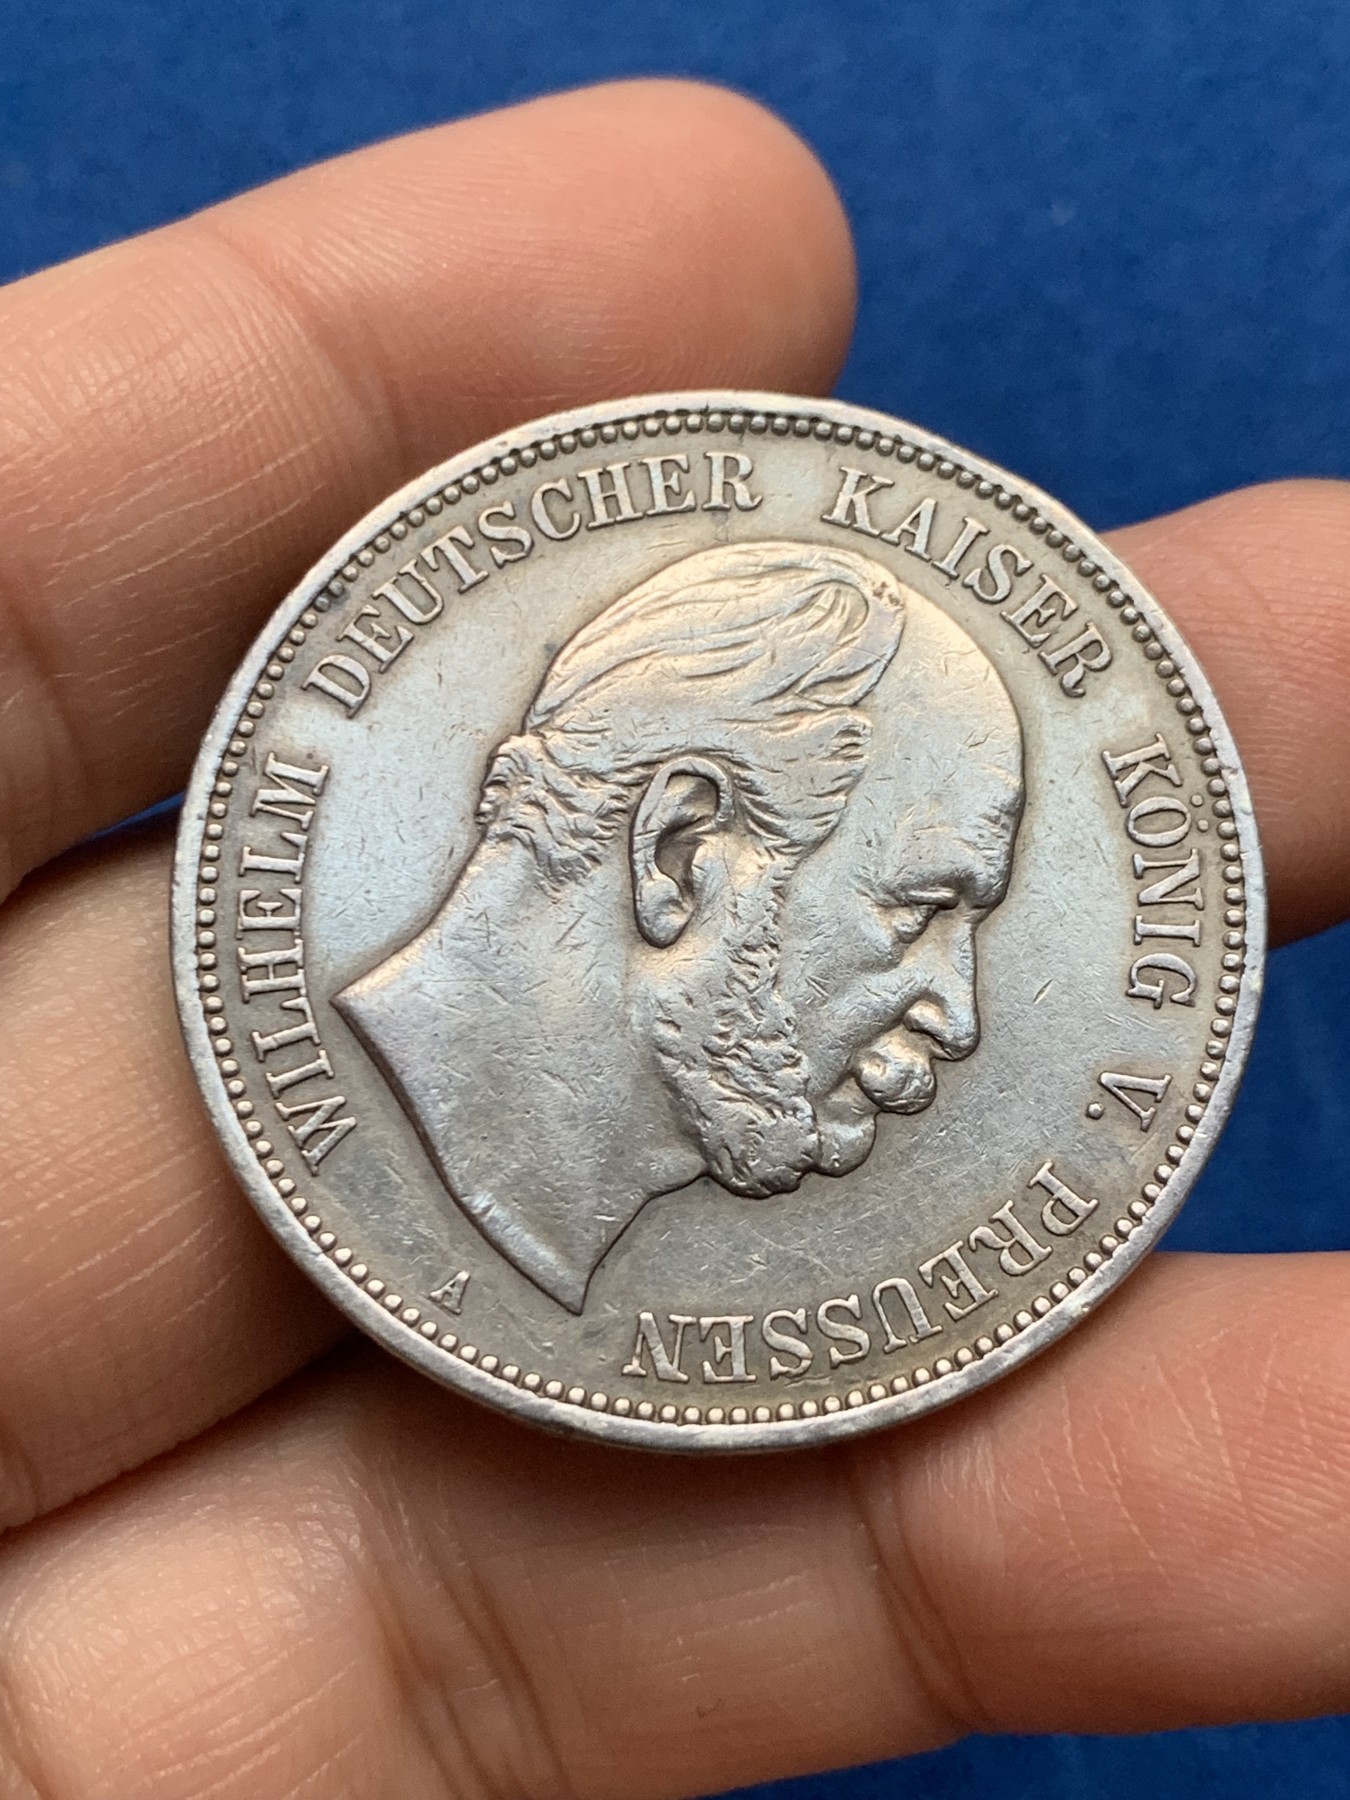 WILHELM DEUTSCHER KAISER KÖNIG V. PREUSSEN
A